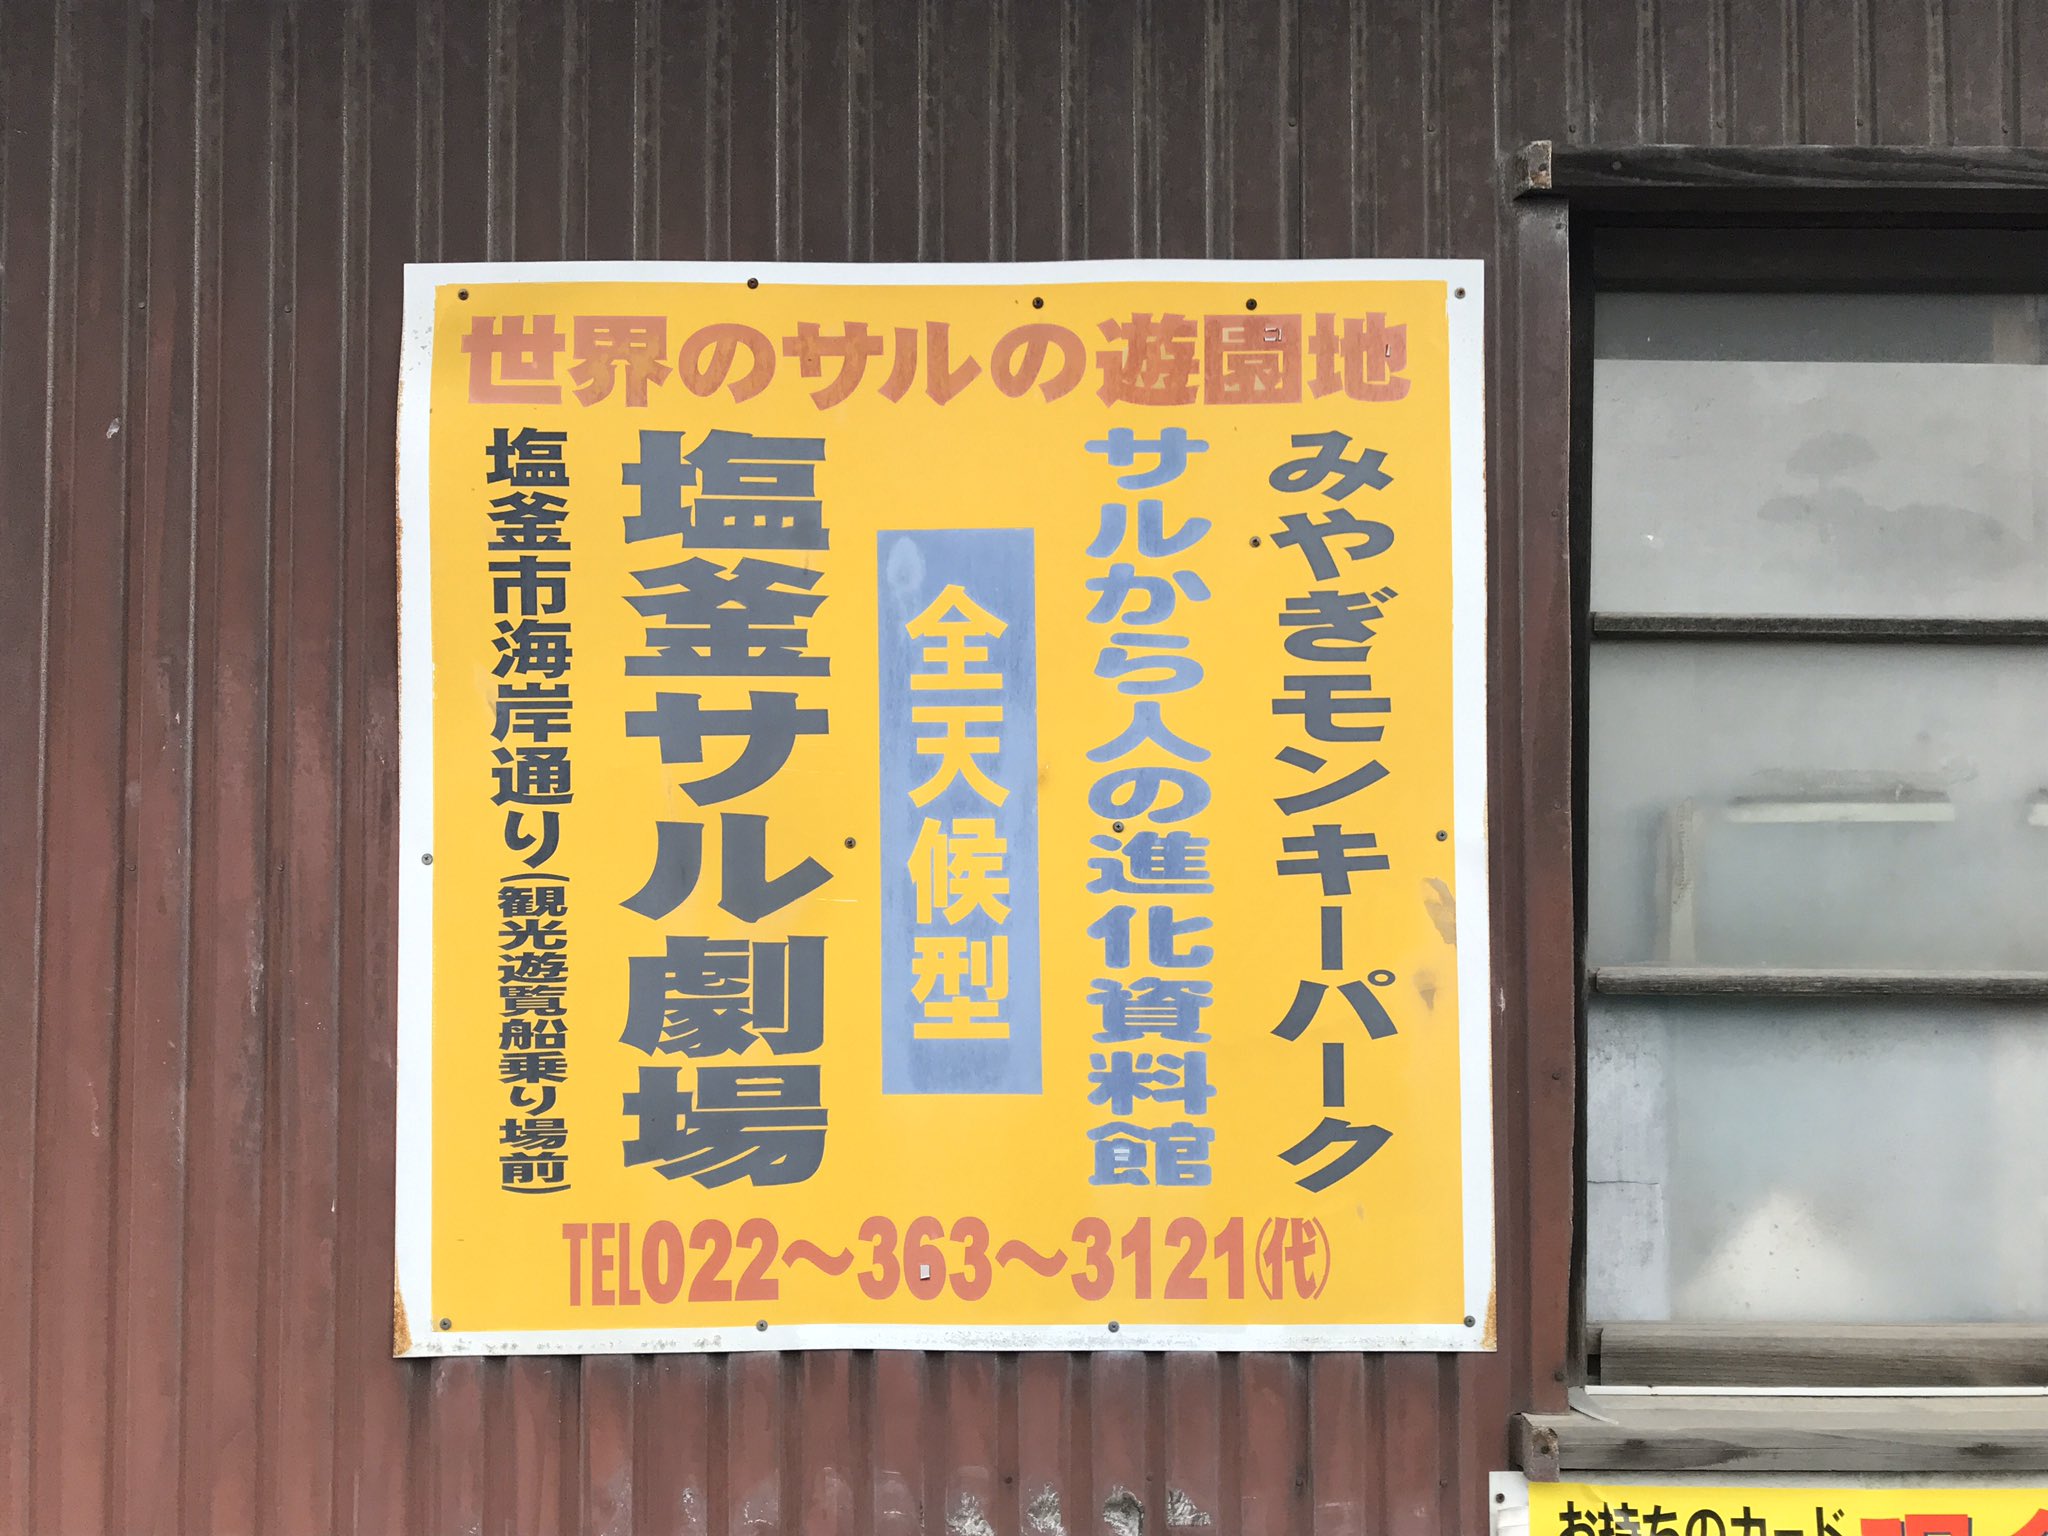 世界のサルの遊園地
みやぎモンキーパーク
サルから人の進化資料館
全天候型
塩釜サル劇場
塩釜市海岸通り(観光遊覧船乗り場前)
TEL022〜363〜3121(代)
お持ちのカード